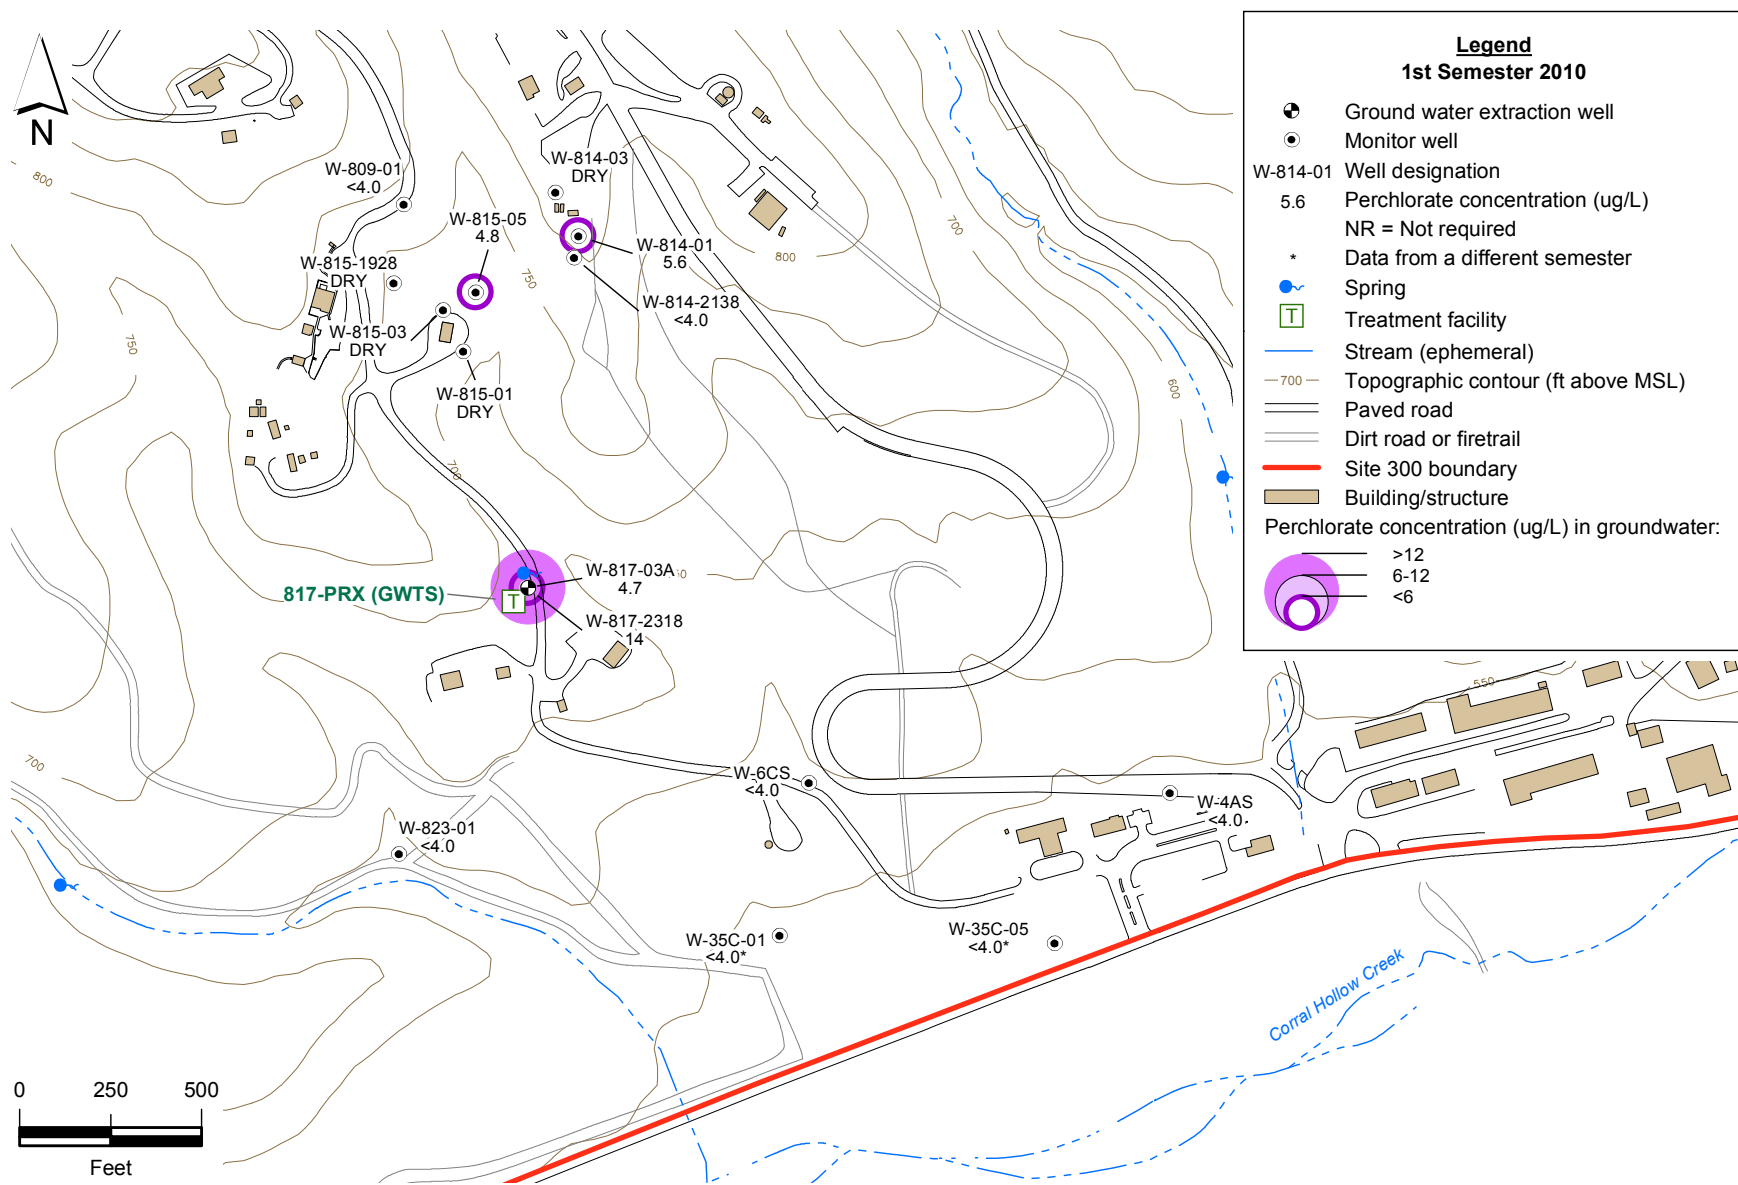 Legend
1st Semester 2010
Ground water extraction well
Monitor well
W-814-01 Well designation
5.6 Perchlorate concentration (ug/L)
NR = Not required
* Data from a different semester
Spring
T Treatment facility
Stream (ephemeral)
700 Topographic contour (ft above MSL)
Paved road
Dirt road or firetrail
Site 300 boundary
Building/structure
Perchlorate concentration (ug/L) in groundwater:
>12
6-12
<6
N
800
W-809-01
<4.0
W-814-03
DRY
W-815-05
4.8
W-814-01
5.6
800
700
750
W-815-1928
DRY
W-814-2138
<4.0
W-815-03
DRY
750
600
W-815-01
DRY
700
W-817-03A
4.7
50
817-PRX (GWTS)
T
W-817-2318
14
550
700
W-6CS
<4.0
W-4AS
<4.0
W-823-01
<4.0
W-35C-01
<4.0*
W-35C-05
<4.0*
Corral Hollow Creek
0 250 500
Feet